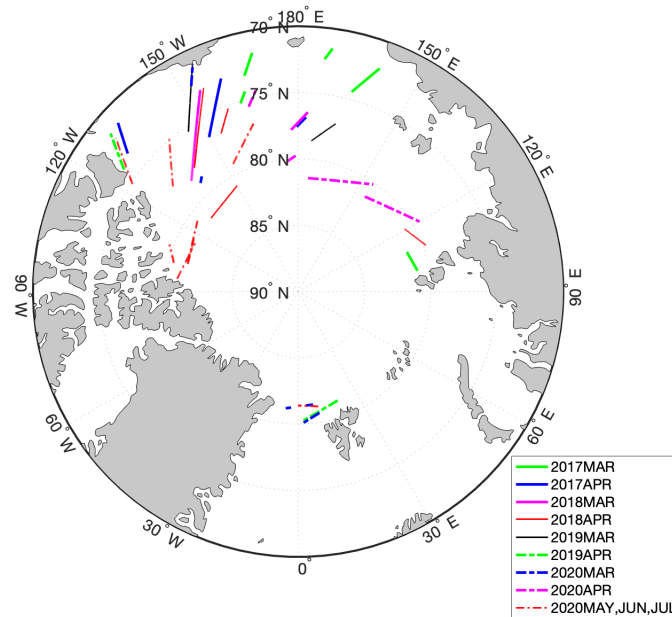 180° E
70° N
150° W
150° E
75° N
120° W
80° N
85° N
90° N
90° W
90° E
60° W
60° E
30° W
30° E
0°
2017MAR
2017APR
2018MAR
2018APR
2019MAR
2019APR
2020MAR
2020APR
2020MAY,JUN,JUL